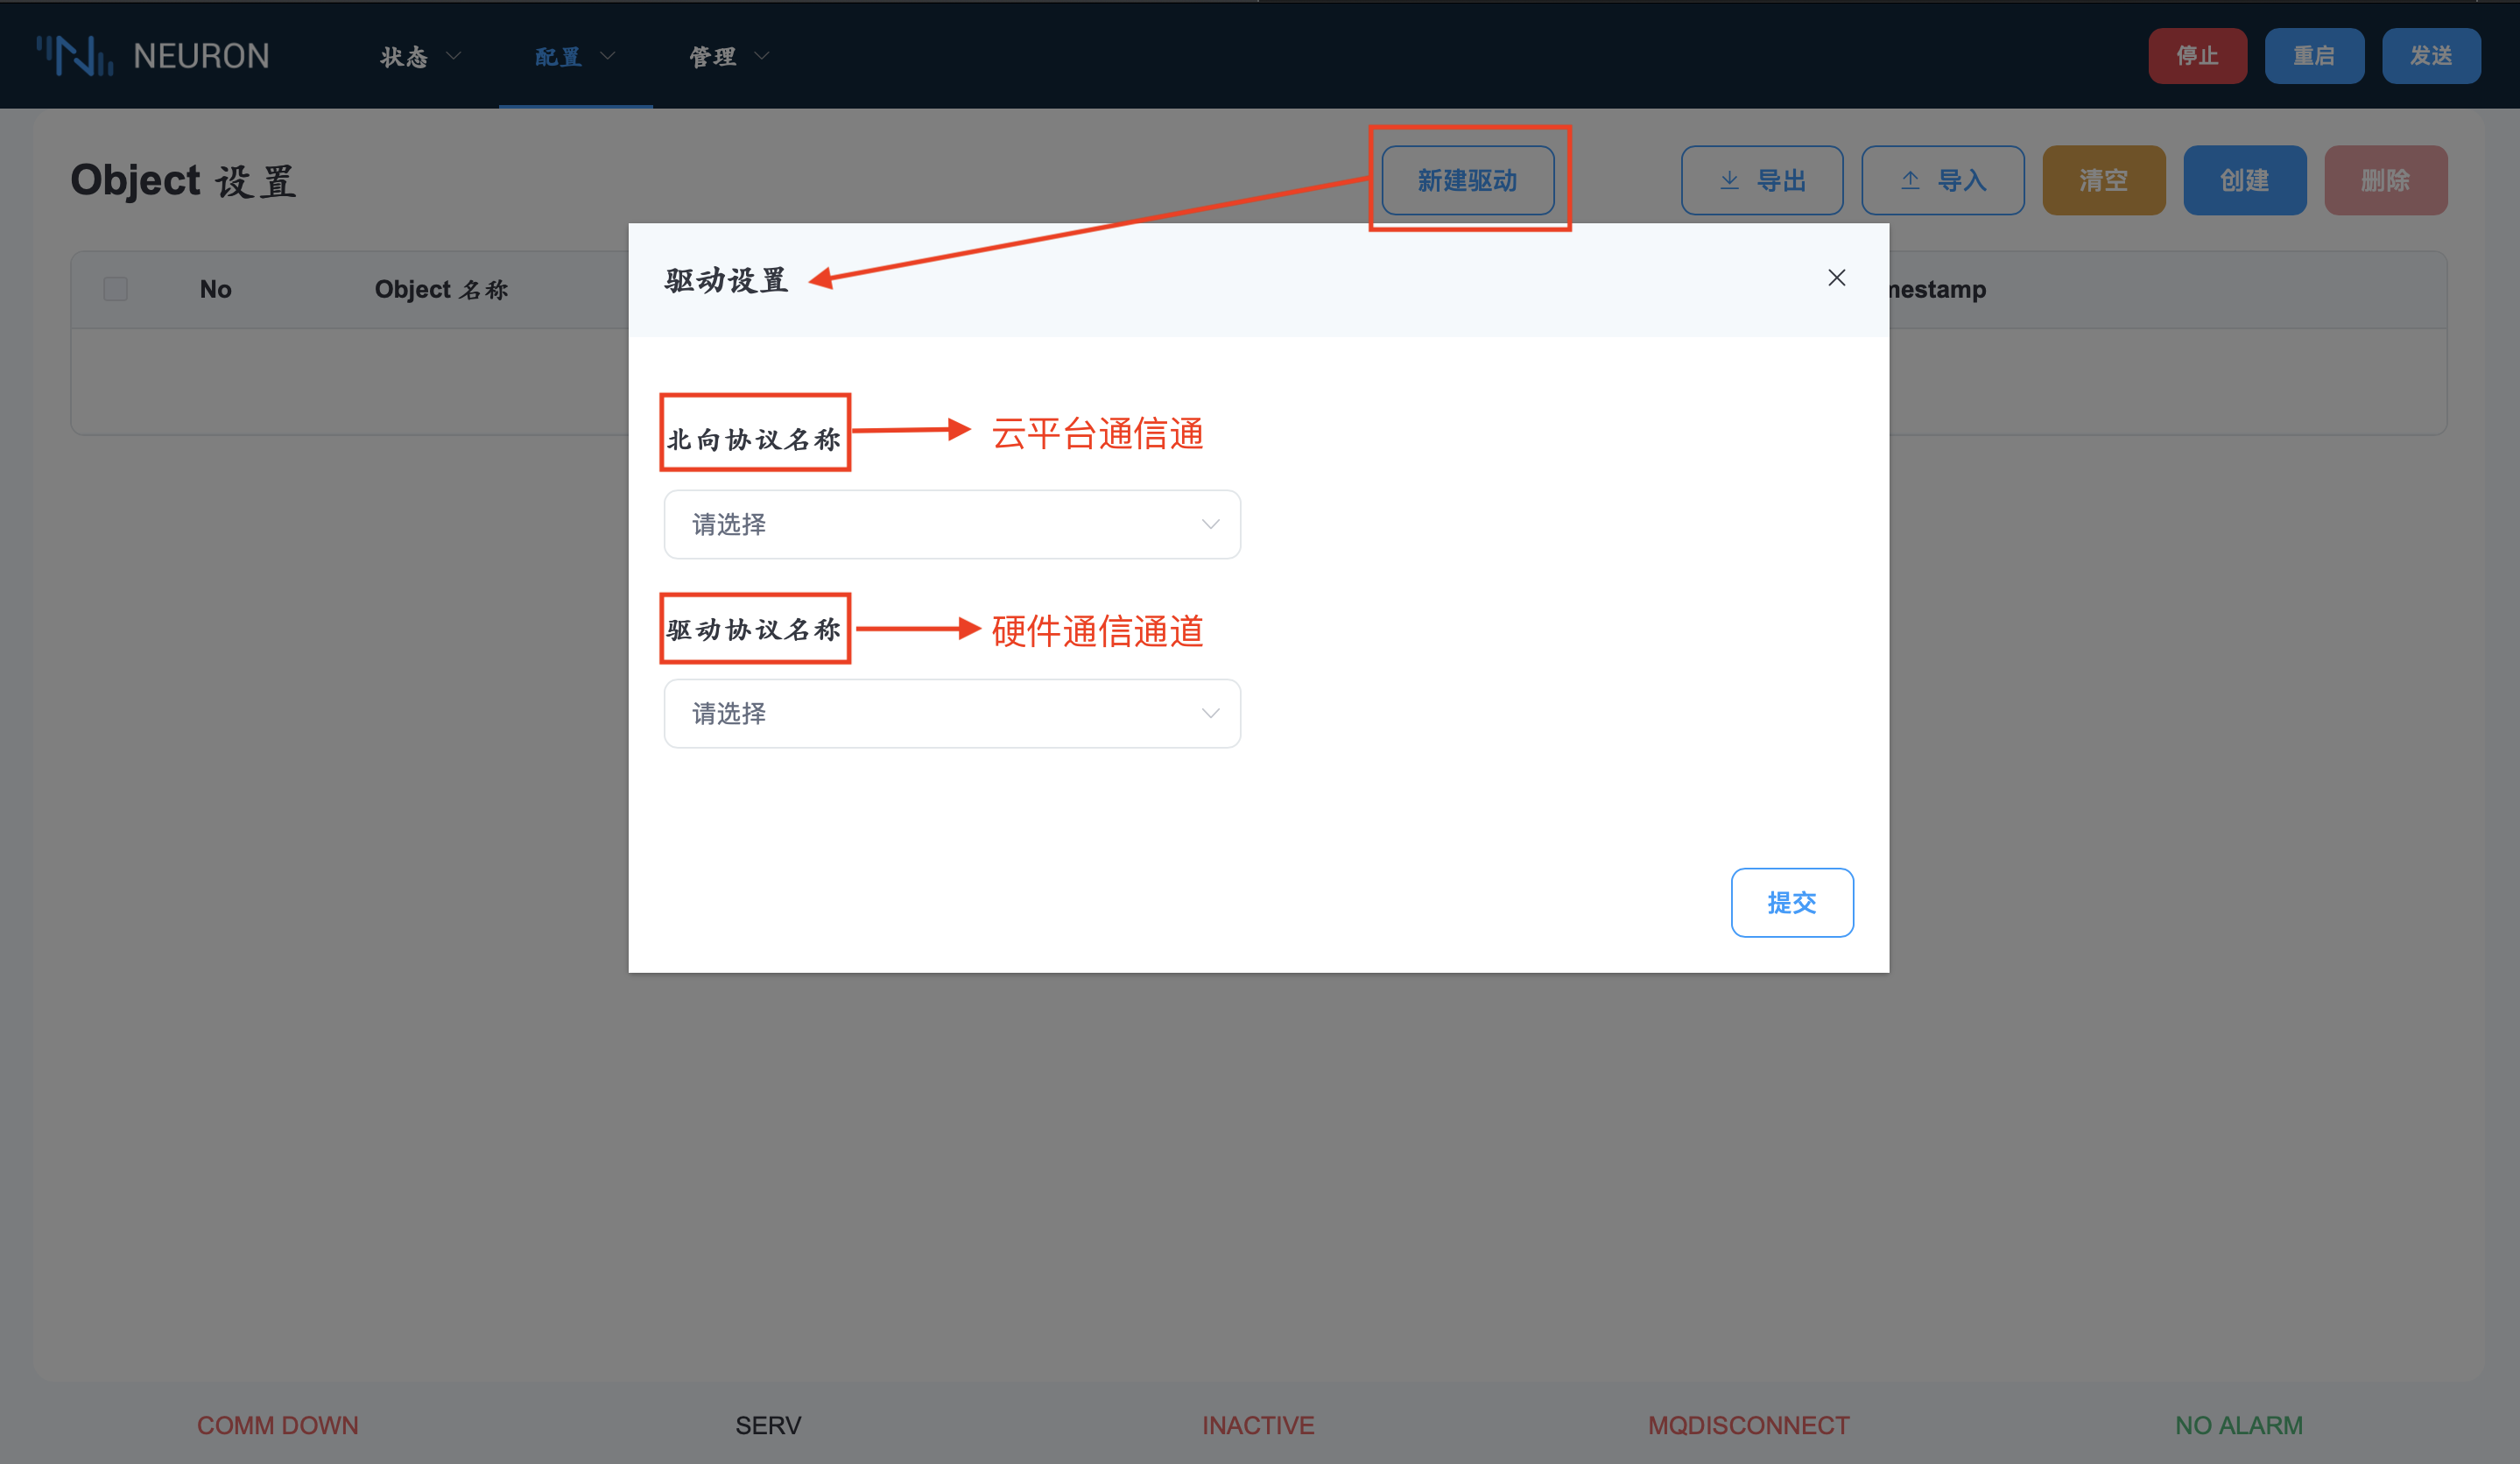 NEURON 状态 配置 管理 停止 重启 发送
Object 设置 新建驱动 导出 导入 清空 创建 删除
No Object 名称 mestamp
驱动设置
北向协议名称 云平台通信通
请选择
驱动协议名称 硬件通信通道
请选择
提交
COMM DOWN SERV INACTIVE MQDISCONNECT NO ALARM